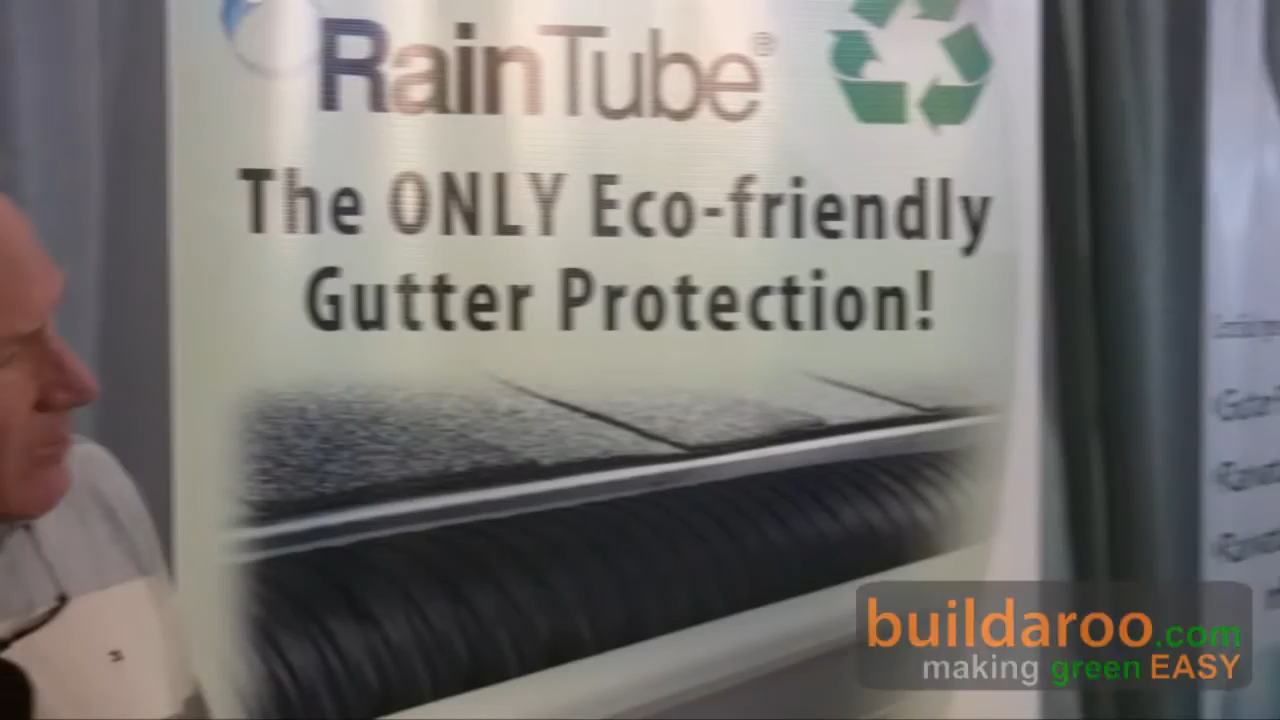 RainTube®
The ONLY Eco-friendly
Gutter Protection!
buildaroo.com
making green EASY